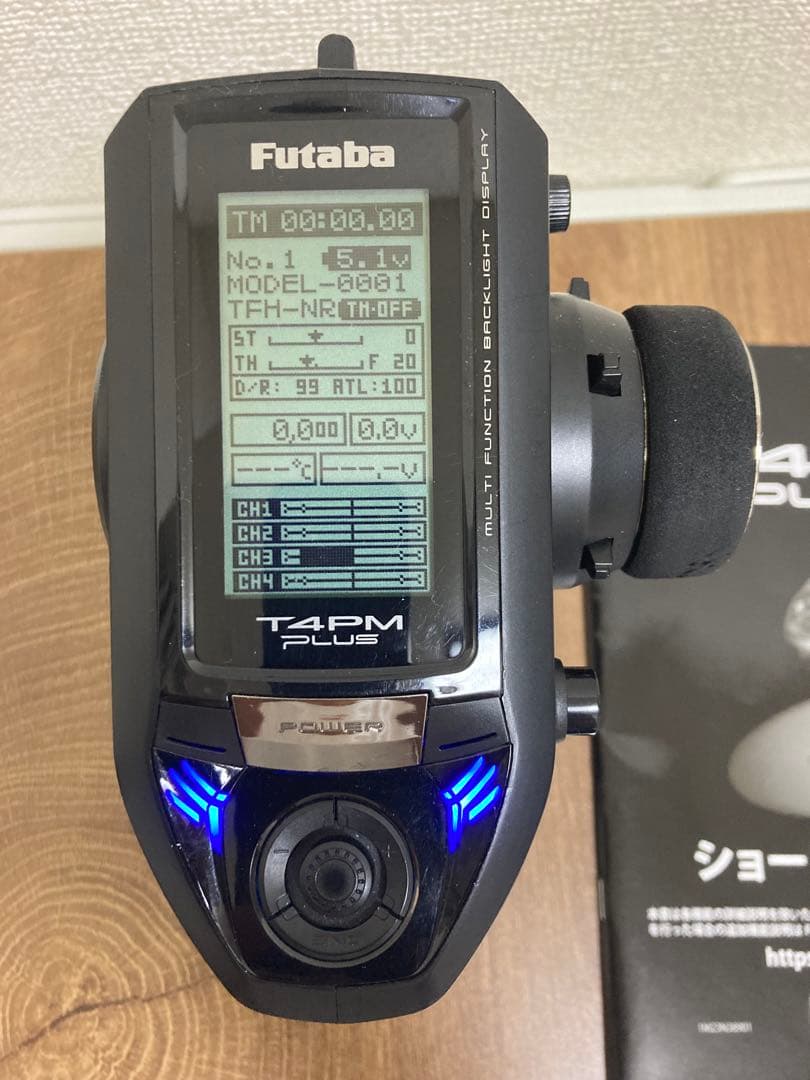 Futaba
MULTI FUNCTION BACKLIGHT DISPLAY
TM 00:00.00
No.1 5.1v
MODEL-0001
TFH-NR TM-OFF
ST 0
TH F 20
D/R: 99 ATL:100
0,000 0.0v
---°C --.-V
CH1
CH2
CH3
CH4
T4PM
PLUS
POWER
- +
END
ショー
https